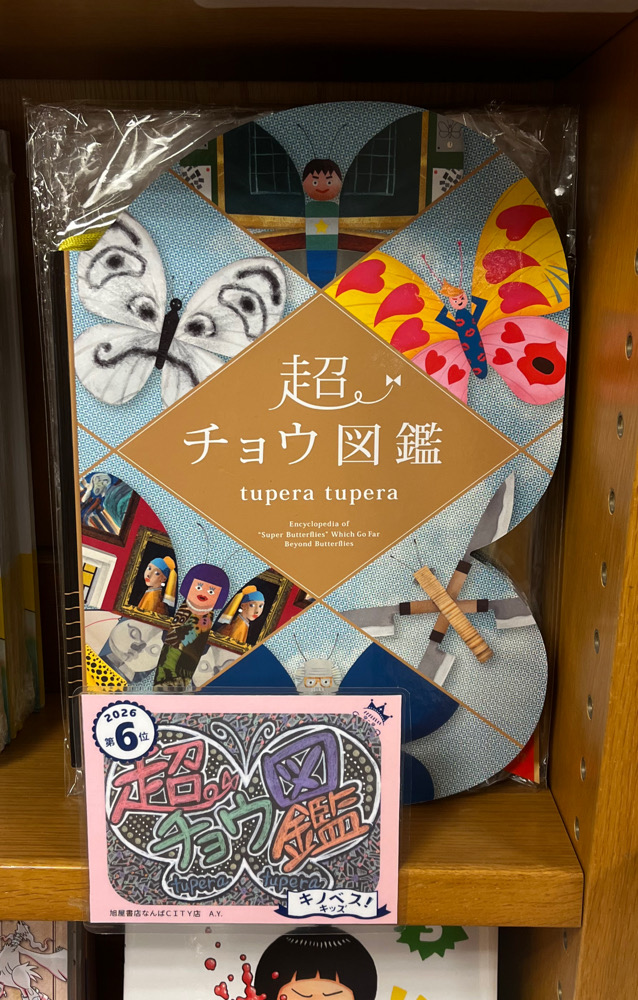 超
チョウ図鑑
tupera tupera
Encyclopedia of
"Super Butterflies" Which Go Far
Beyond Butterflies
2026
第6位
超
チョウ
図
鑑
tupera tupera
キノベス!
キッズ
旭屋書店なんばCITY店 A.Y.